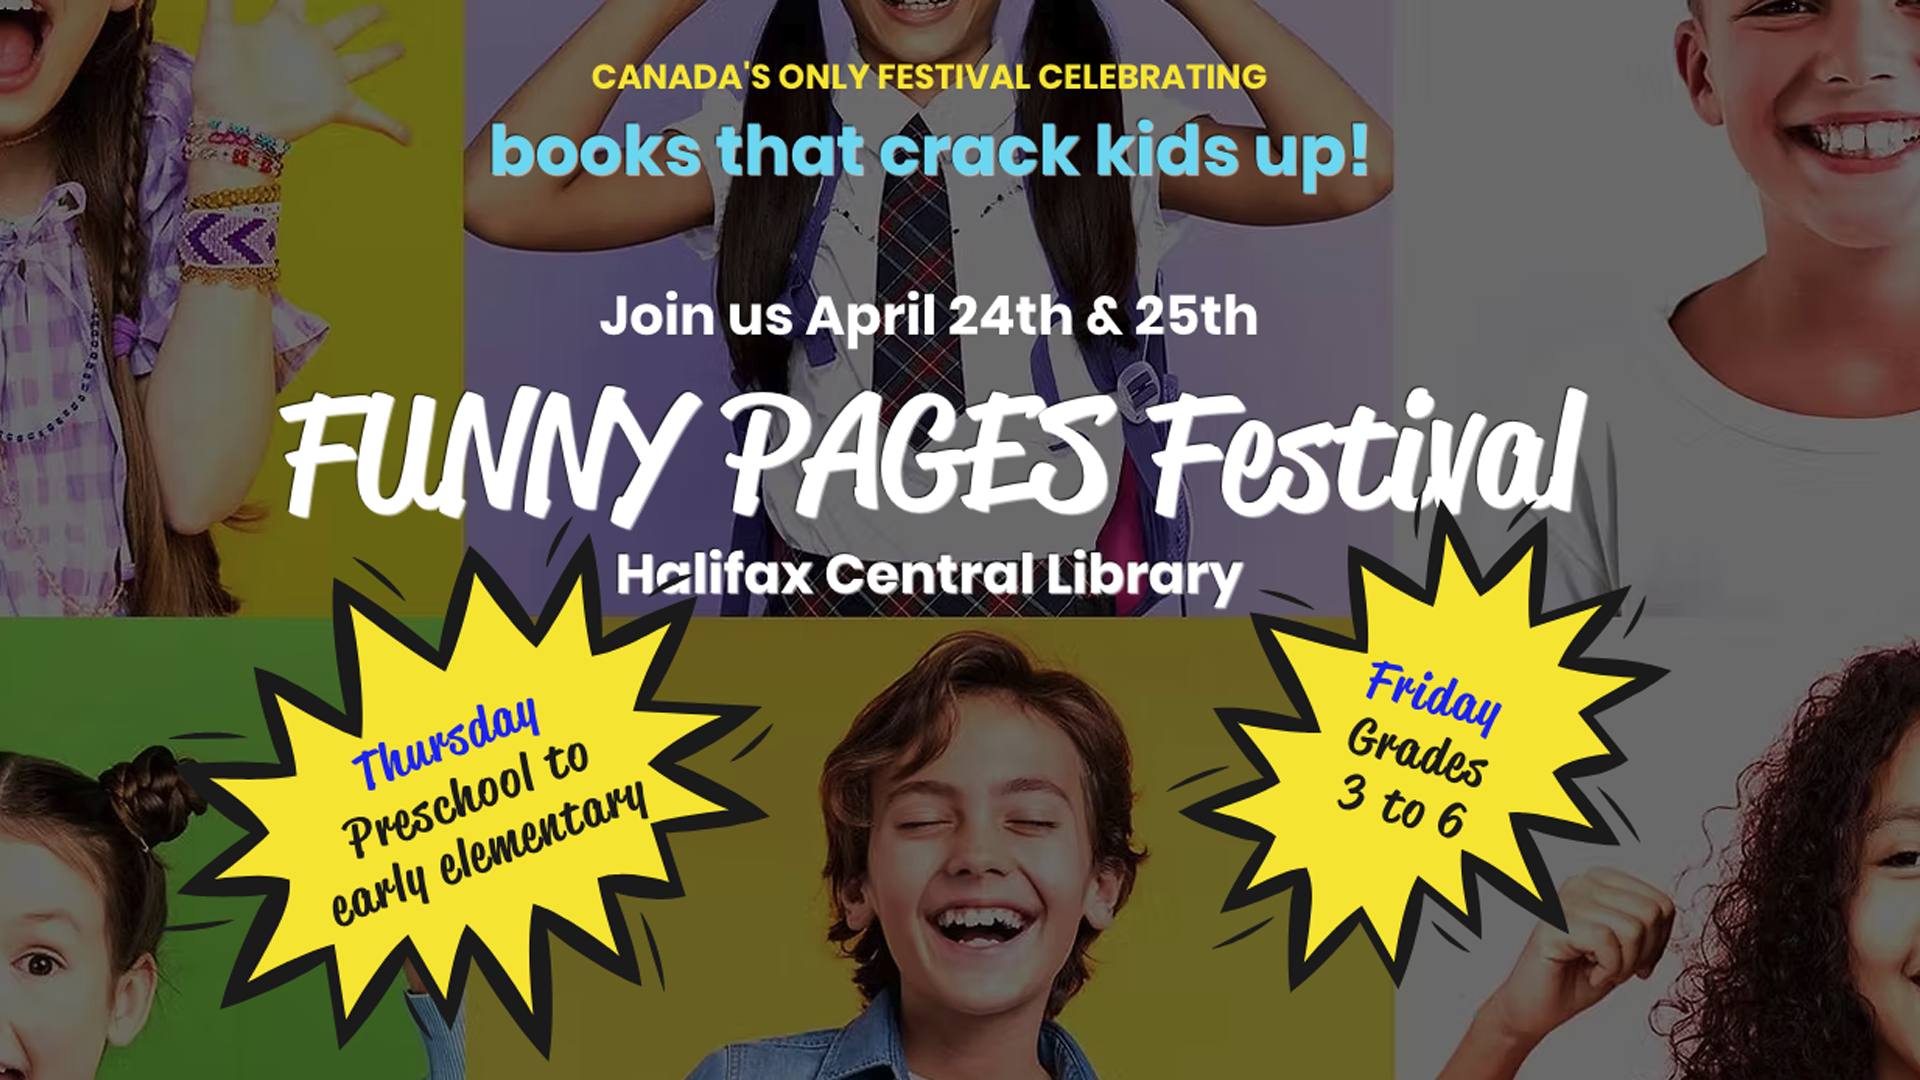 CANADA'S ONLY FESTIVAL CELEBRATING
books that crack kids up!
Join us April 24th & 25th
FUNNY PAGES Festival
Halifax Central Library
Thursday
Preschool to
early elementary
Friday
Grades
3 to 6